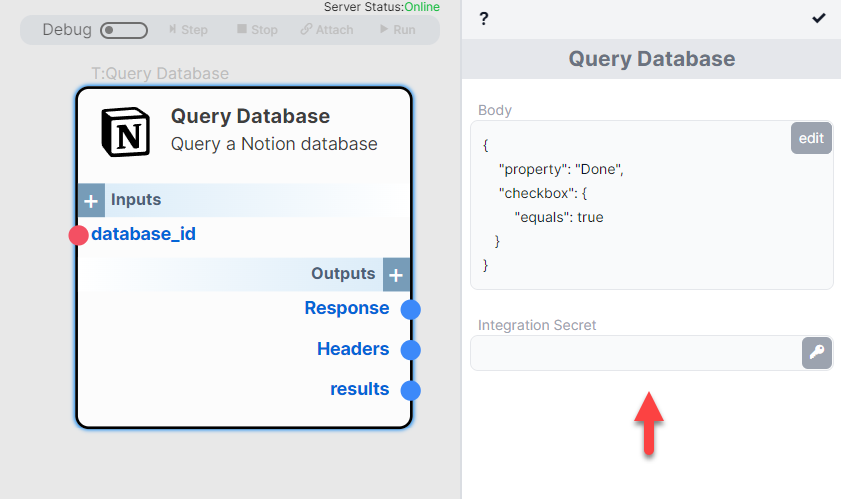 Server Status:Online
Debug Step Stop Attach Run
T:Query Database
N
Query Database
Query a Notion database
+ Inputs
database_id
Outputs +
Response
Headers
results
?
Query Database
Body
edit
{
"property": "Done",
"checkbox": {
"equals": true
}
}
Integration Secret